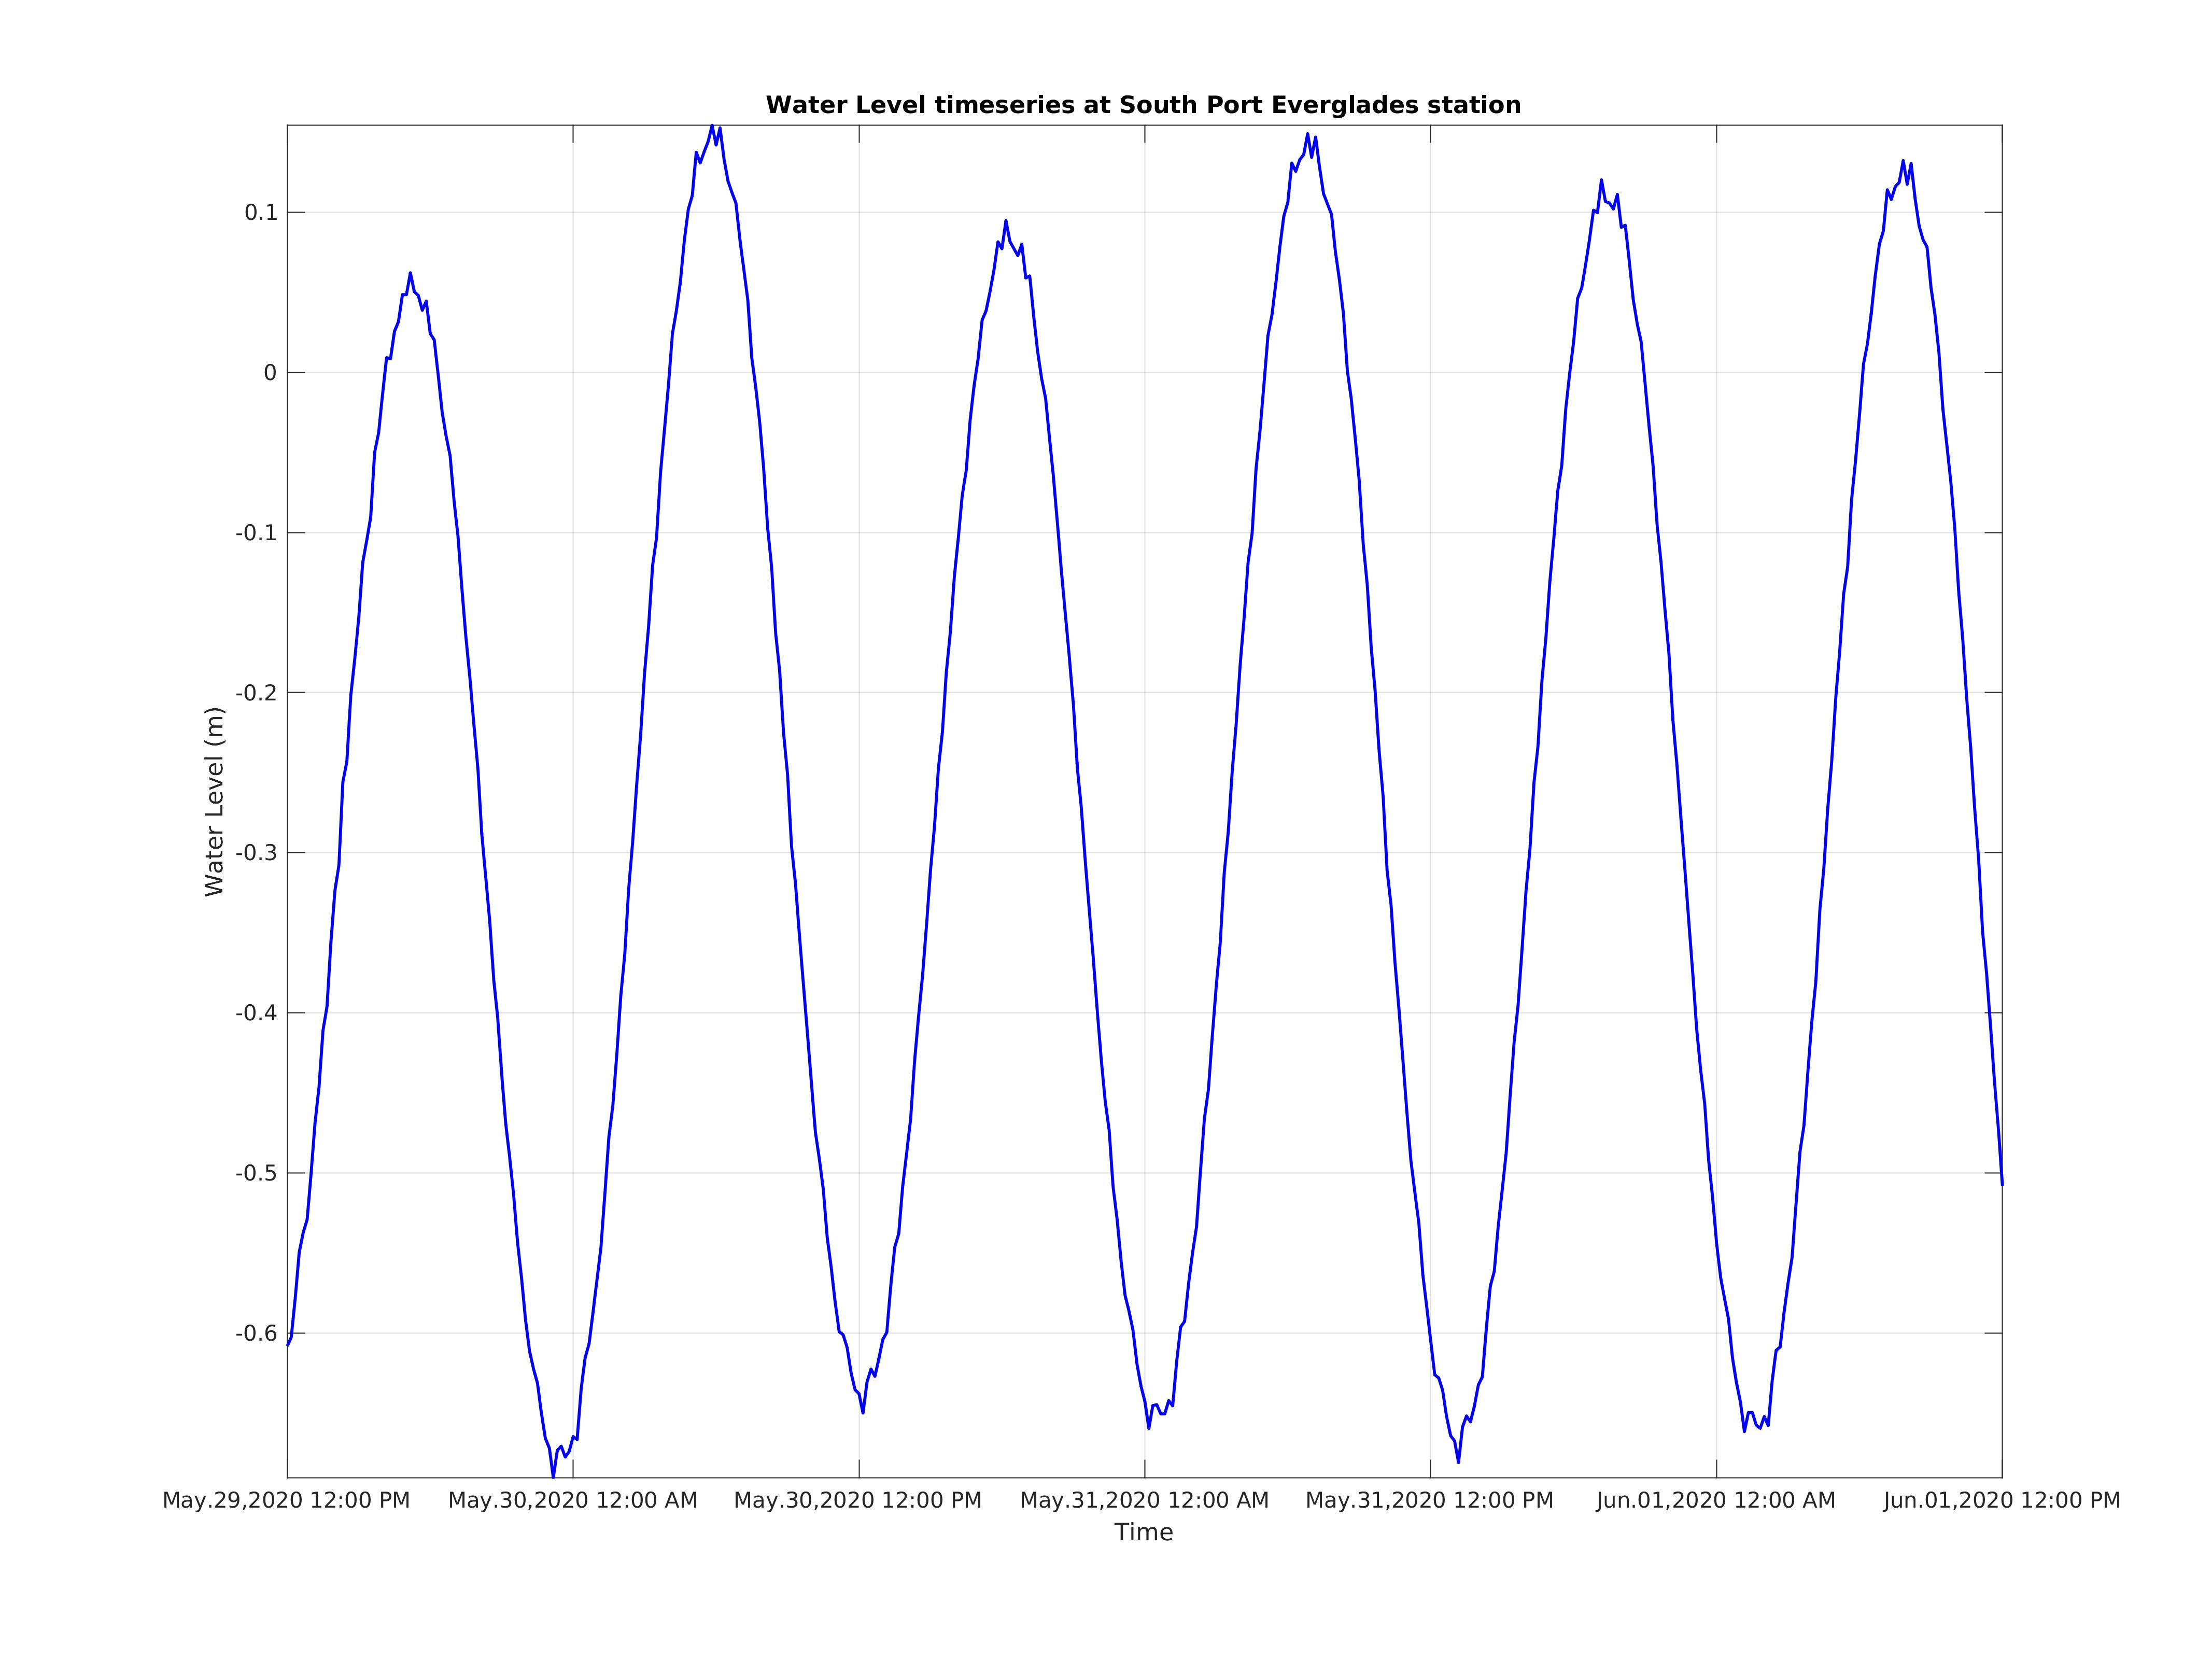 Water Level timeseries at South Port Everglades station
0.1
0
-0.1
-0.2
-0.3
-0.4
-0.5
-0.6
Water Level (m)
May.29,2020 12:00 PM
May.30,2020 12:00 AM
May.30,2020 12:00 PM
May.31,2020 12:00 AM
May.31,2020 12:00 PM
Jun.01,2020 12:00 AM
Jun.01,2020 12:00 PM
Time